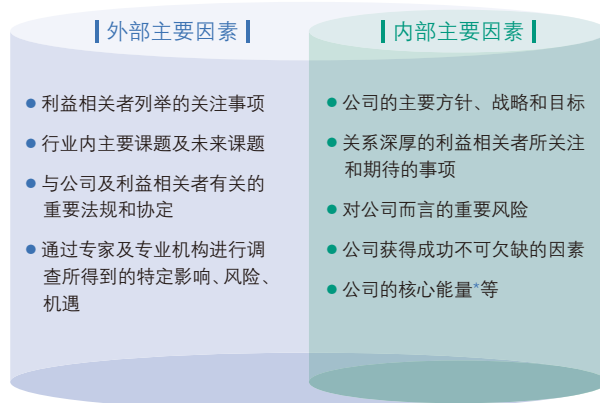 外部主要因素
● 利益相关者列举的关注事项
● 行业内主要课题及未来课题
● 与公司及利益相关者有关的
重要法规和协定
● 通过专家及专业机构进行调
查所得到的特定影响、风险、
机遇
内部主要因素
● 公司的主要方针、战略和目标
● 关系深厚的利益相关者所关注
和期待的事项
● 对公司而言的重要风险
● 公司获得成功不可欠缺的因素
● 公司的核心能量*等